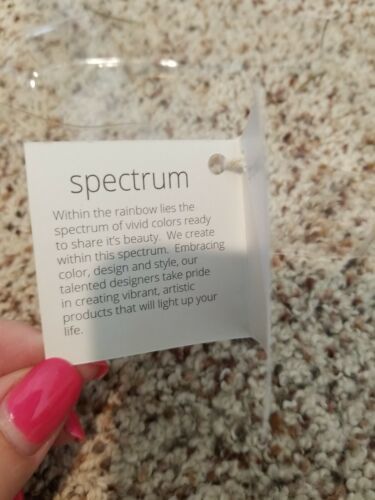 spectrum
Within the rainbow lies the
spectrum of vivid colors ready
to share it's beauty. We create
within this spectrum. Embracing
color, design and style, our
talented designers take pride
in creating vibrant, artistic
products that will light up your
life.